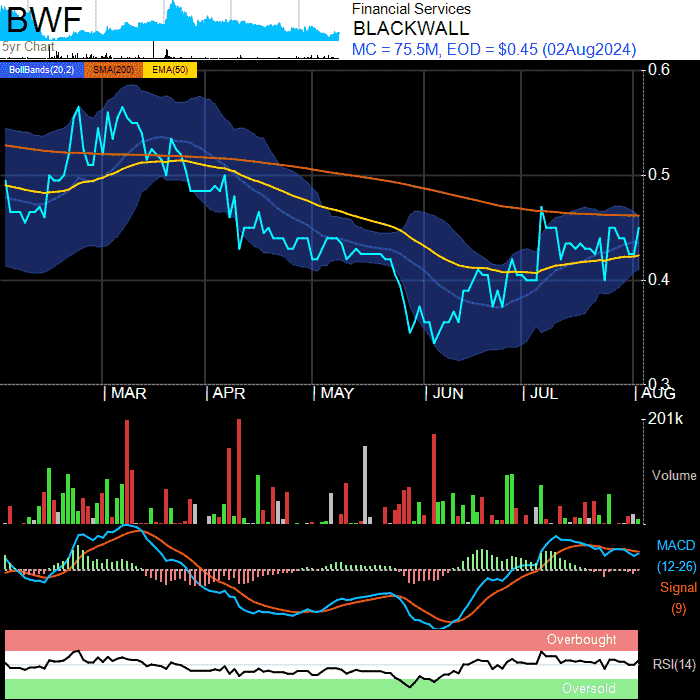 BWF
5yr Chart
Financial Services
BLACKWALL
MC = 75.5M, EOD = $0.45 (02Aug2024)
BollBands(20,2) SMA(200) EMA(50)
0.6
0.5
0.4
0.3
MAR APR MAY JUN JUL AUG
201k
Volume
MACD
(12-26)
Signal
(9)
Overbought
RSI(14)
Oversold